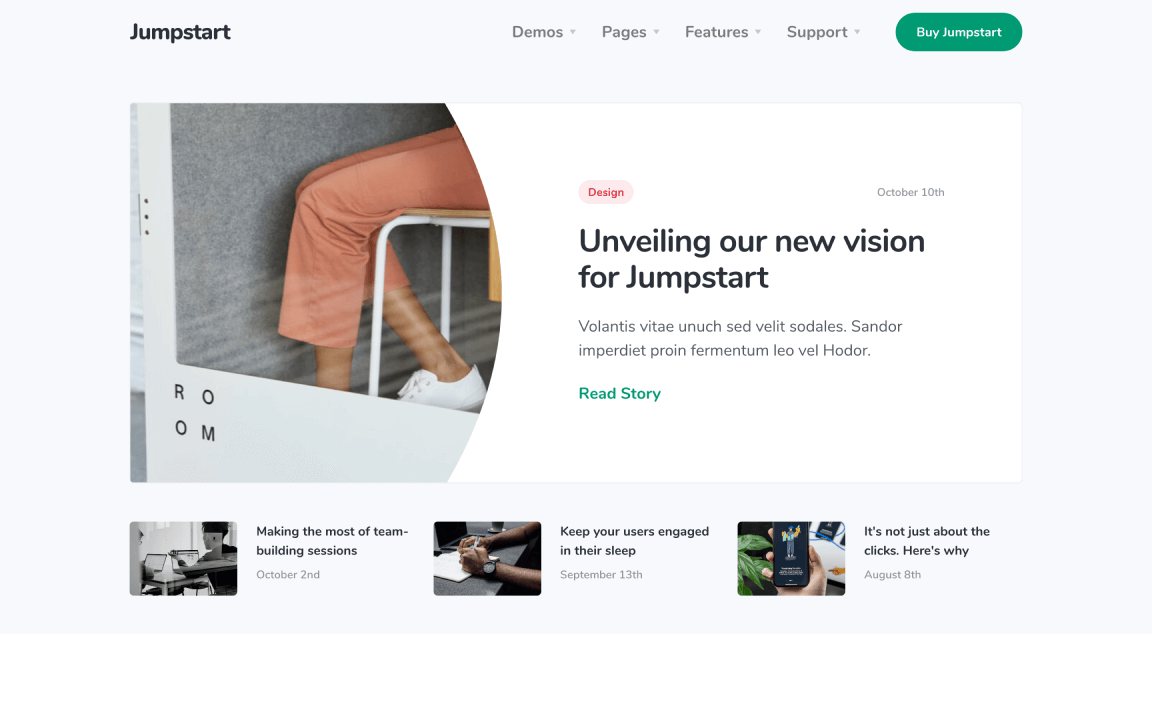 Jumpstart
Demos
Pages
Features
Support
Buy Jumpstart
R O
O M
Design
October 10th
Unveiling our new vision
for Jumpstart
Volantis vitae unuch sed velit sodales. Sandor
imperdiet proin fermentum leo vel Hodor.
Read Story
Making the most of team-
building sessions
October 2nd
Keep your users engaged
in their sleep
September 13th
It's not just about the
clicks. Here's why
August 8th